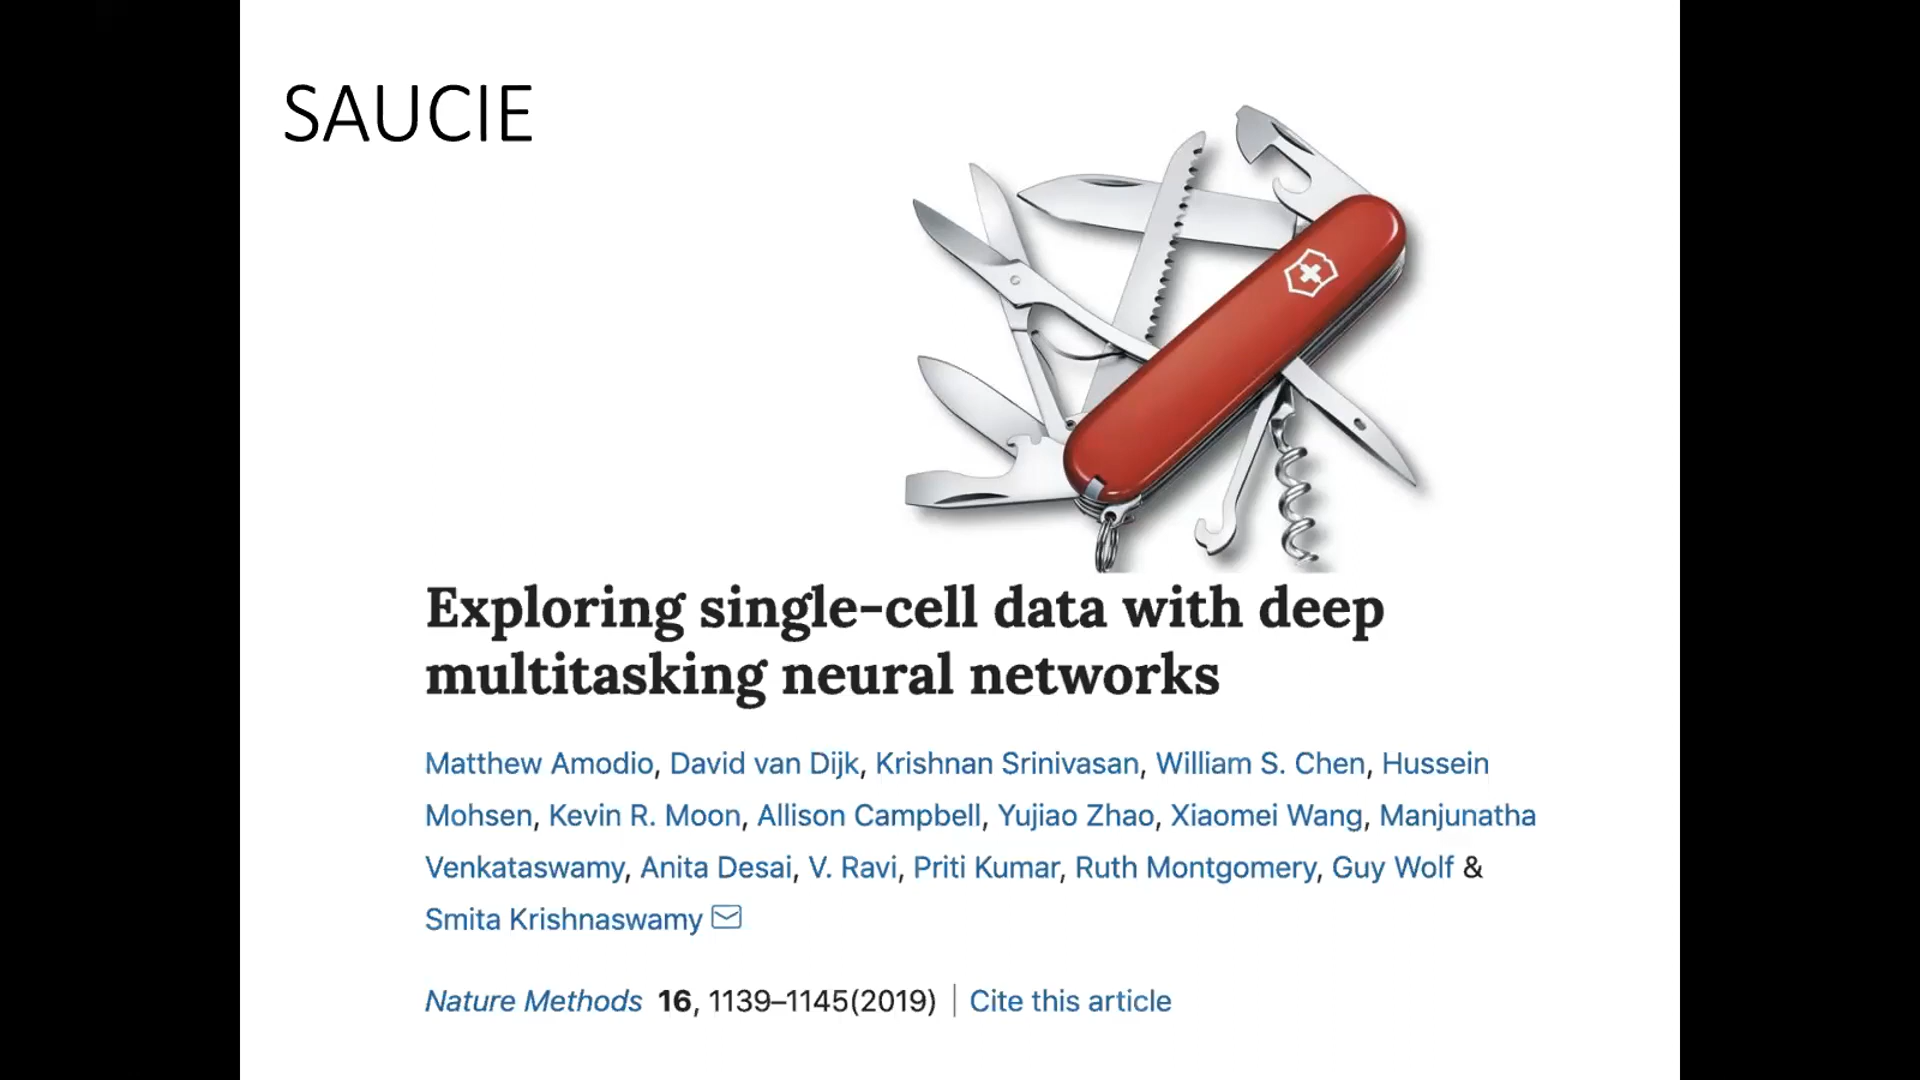 SAUCIE
Exploring single-cell data with deep
multitasking neural networks
Matthew Amodio, David van Dijk, Krishnan Srinivasan, William S. Chen, Hussein
Mohsen, Kevin R. Moon, Allison Campbell, Yujiao Zhao, Xiaomei Wang, Manjunatha
Venkataswamy, Anita Desai, V. Ravi, Priti Kumar, Ruth Montgomery, Guy Wolf &
Smita Krishnaswamy
Nature Methods 16, 1139–1145(2019) | Cite this article